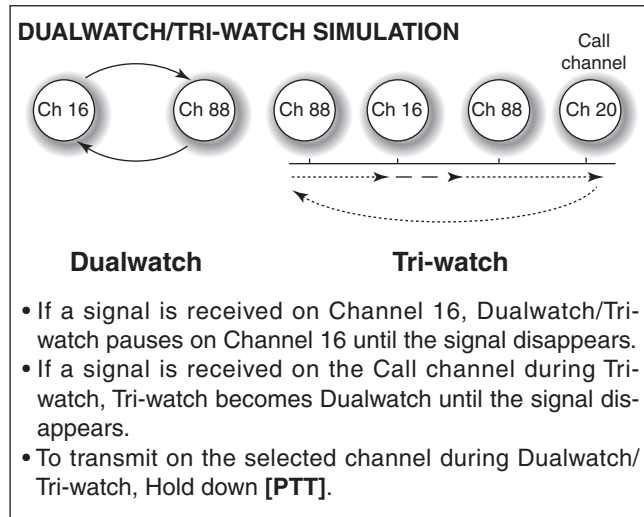 DUALWATCH/TRI-WATCH SIMULATION
Call
channel
Ch 16
Ch 88
Ch 88
Ch 16
Ch 88
Ch 20
Dualwatch
Tri-watch
• If a signal is received on Channel 16, Dualwatch/Tri-
watch pauses on Channel 16 until the signal disappears.
• If a signal is received on the Call channel during Tri-
watch, Tri-watch becomes Dualwatch until the signal dis-
appears.
• To transmit on the selected channel during Dualwatch/
Tri-watch, Hold down [PTT].